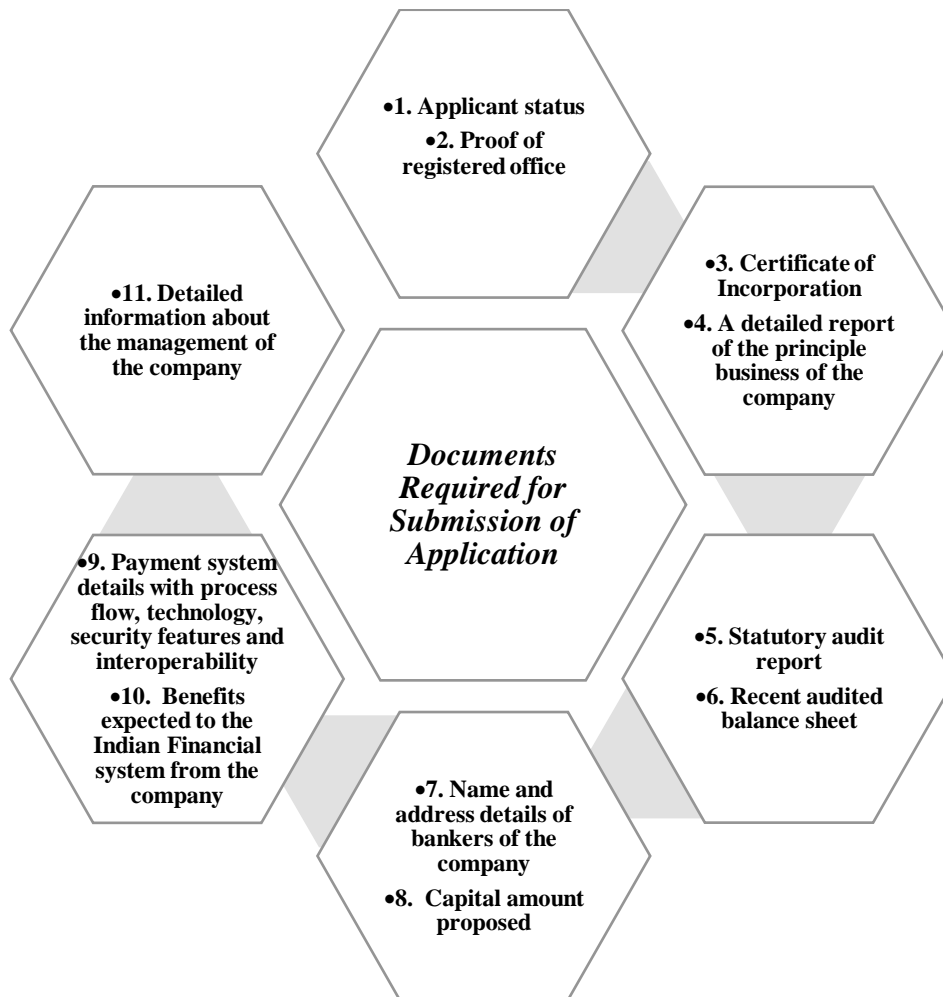 •1. Applicant status
•2. Proof of
registered office
•3. Certificate of
Incorporation
•4. A detailed report
of the principle
business of the
company
•5. Statutory audit
report
•6. Recent audited
balance sheet
•7. Name and
address details of
bankers of the
company
•8. Capital amount
proposed
•9. Payment system
details with process
flow, technology,
security features and
interoperability
•10. Benefits
expected to the
Indian Financial
system from the
company
•11. Detailed
information about
the management of
the company
Documents
Required for
Submission of
Application